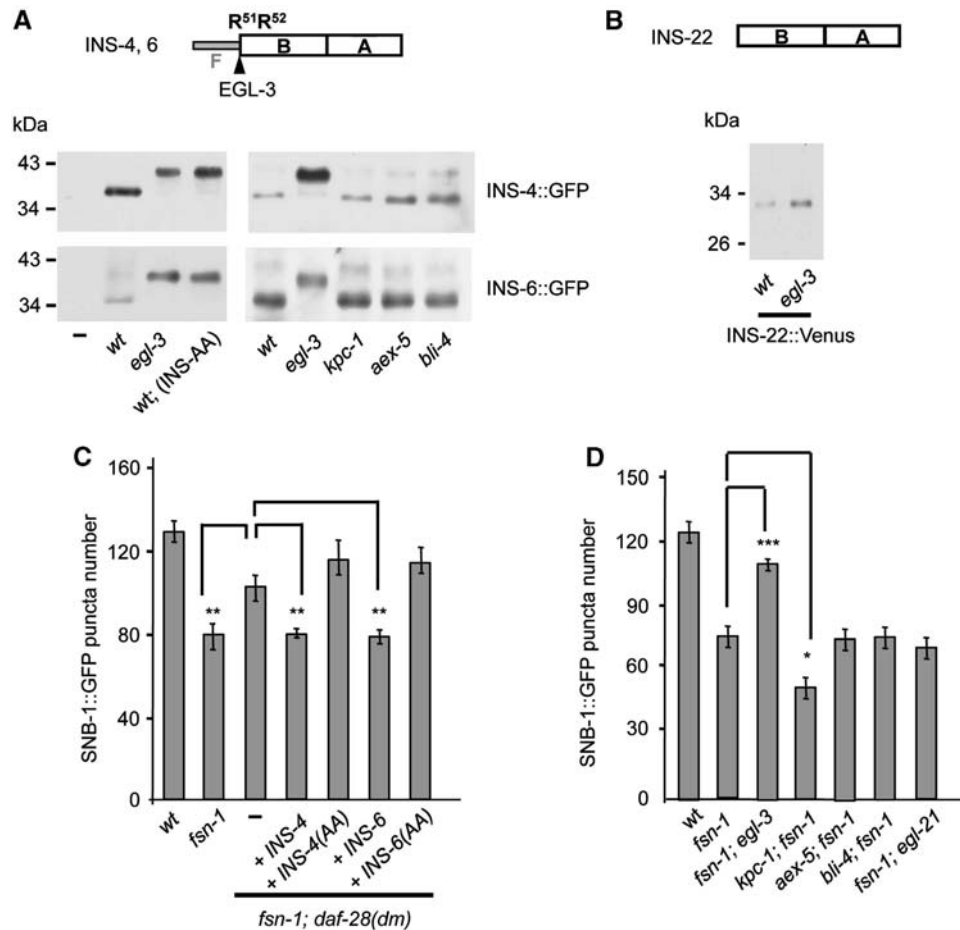 A
R⁵¹R⁵²
INS-4, 6
B A
F
EGL-3
kDa
43
34
INS-4::GFP
43
34
INS-6::GFP
– wt egl-3 wt; (INS-AA)
wt egl-3 kpc-1 aex-5 bli-4
B
INS-22
B A
kDa
34
26
wt egl-3
INS-22::Venus
C
SNB-1::GFP puncta number
160
120
80
40
0
** ** **
wt fsn-1 – + INS-4 + INS-4(AA) + INS-6 + INS-6(AA)
fsn-1; daf-28(dm)
D
SNB-1::GFP puncta number
150
120
90
60
30
0
***
*
wt fsn-1 fsn-1; egl-3 kpc-1; fsn-1 aex-5; fsn-1 bli-4; fsn-1 fsn-1; egl-21